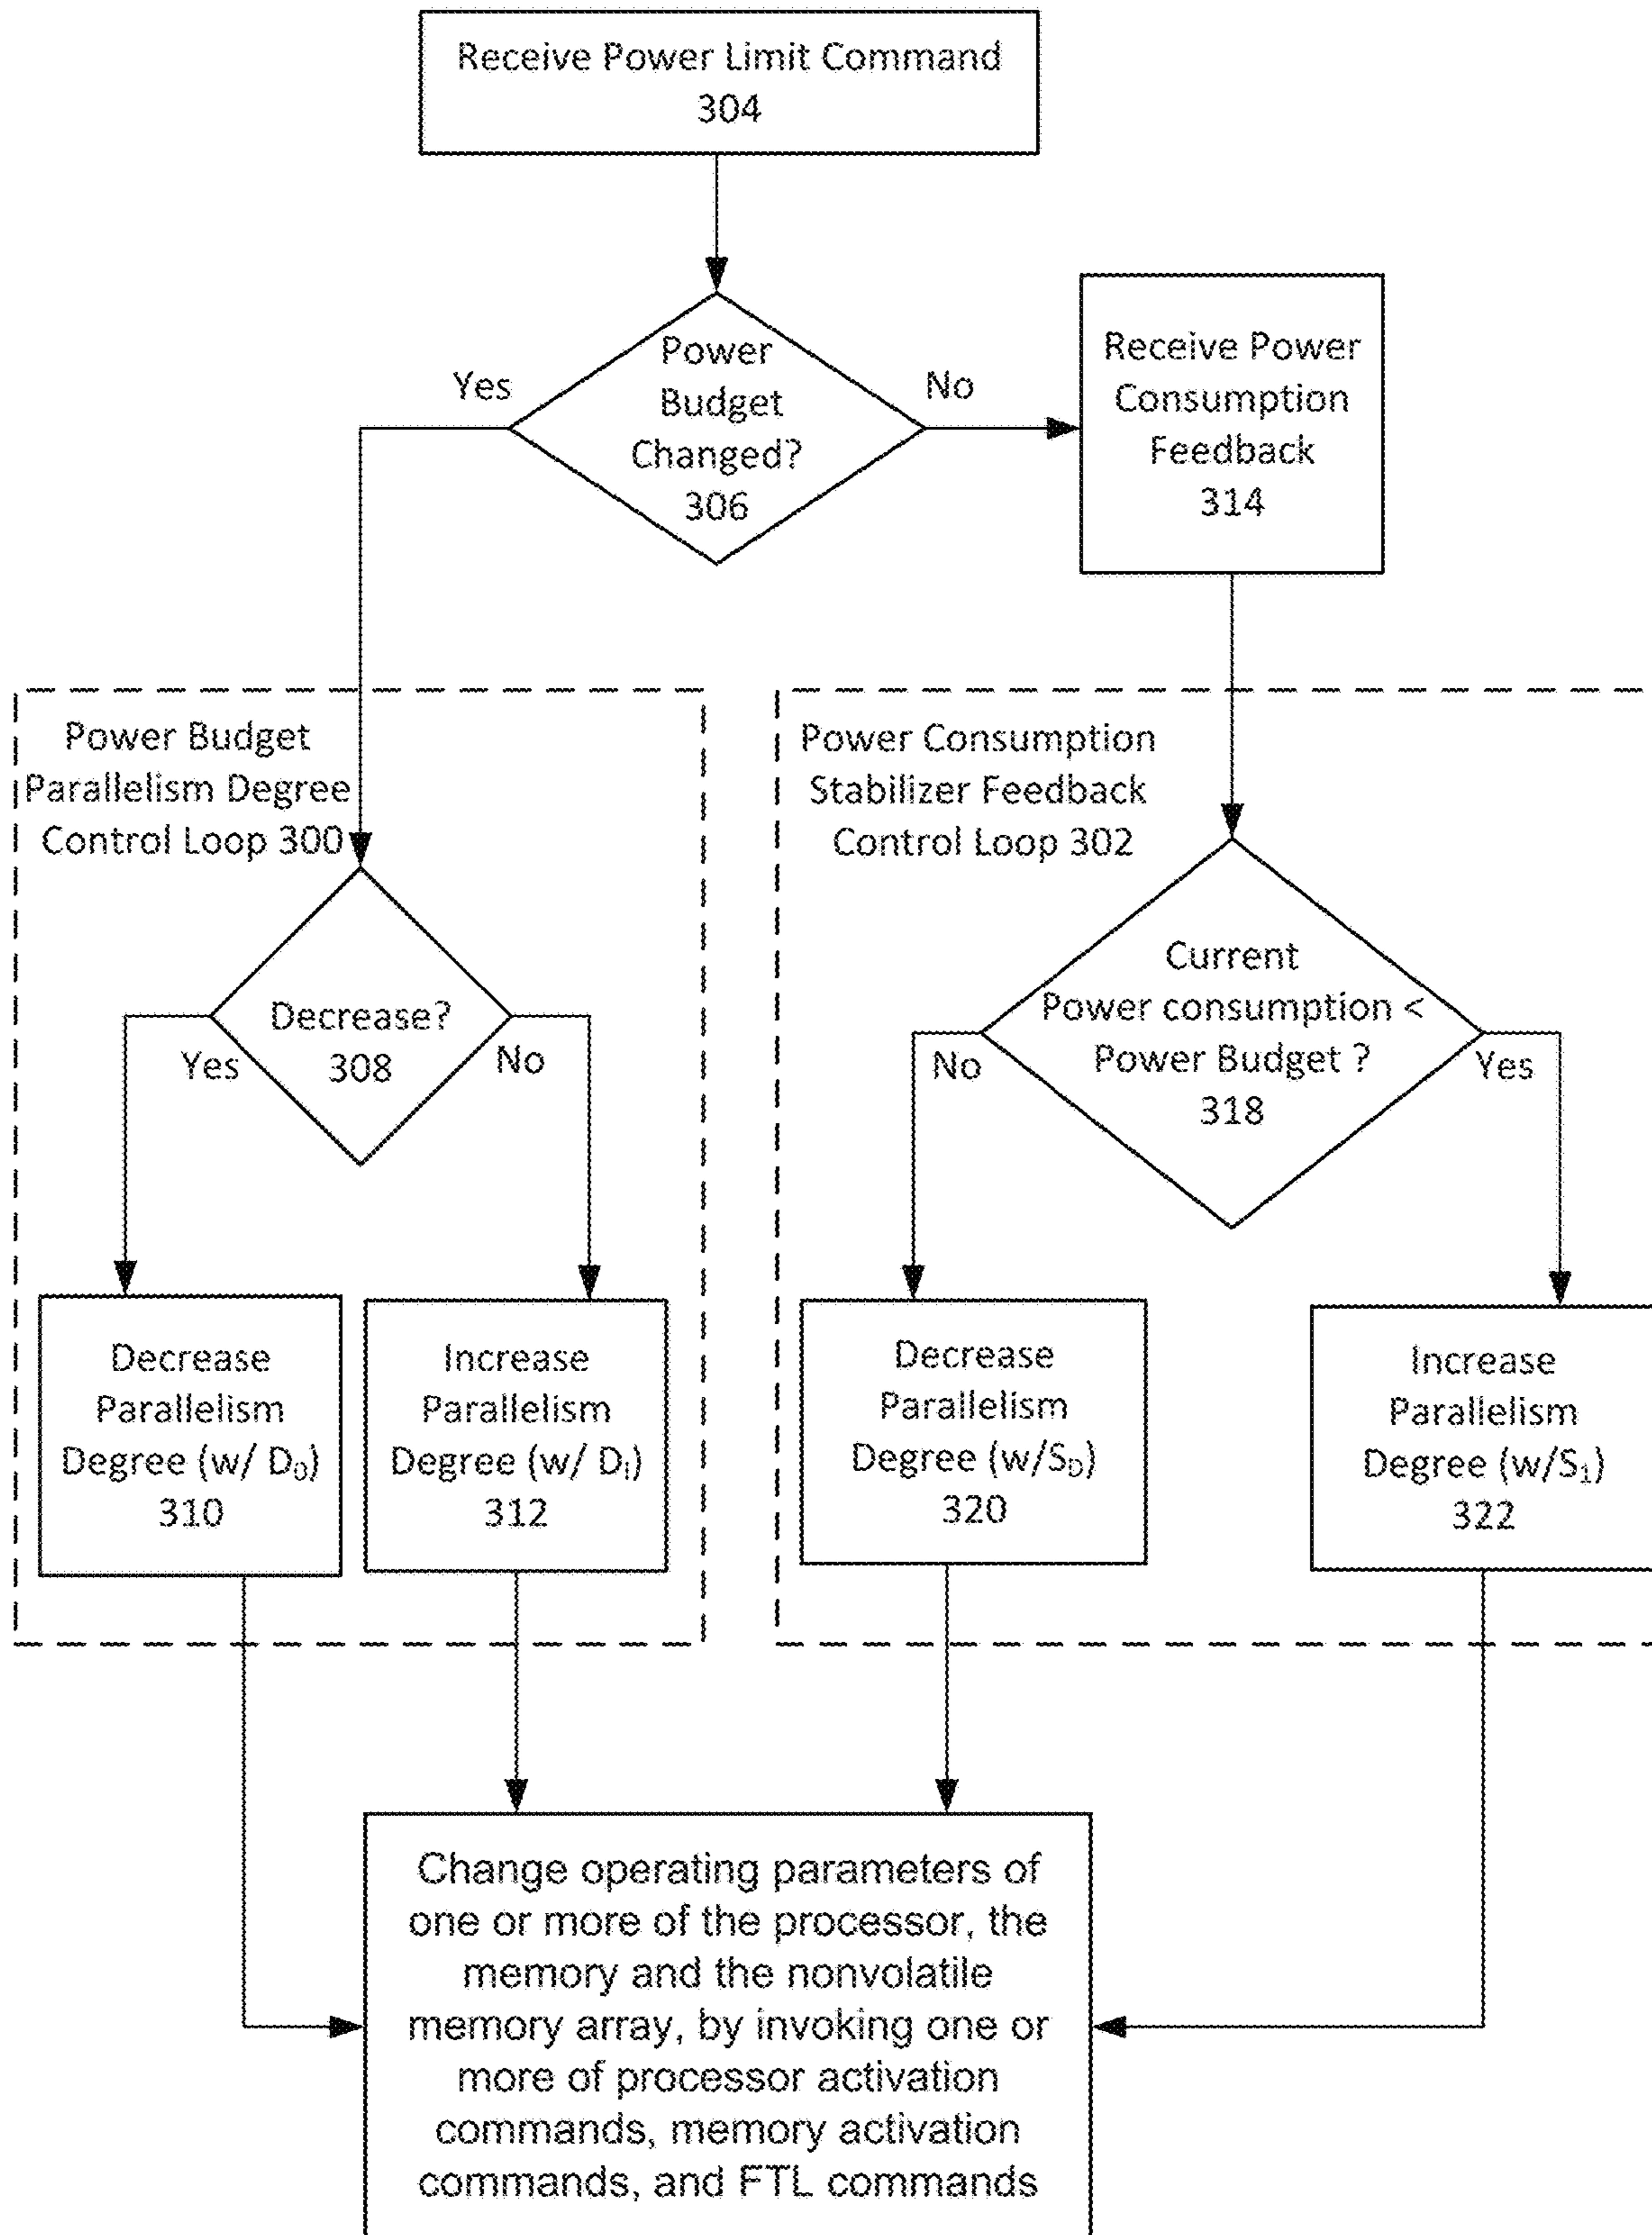 Receive Power Limit Command
304
Power
Budget
Changed?
306
Yes
No
Receive Power
Consumption
Feedback
314
Power Budget
Parallelism Degree
Control Loop 300
Decrease?
308
Yes
No
Decrease
Parallelism
Degree (w/ D₀)
310
Increase
Parallelism
Degree (w/ Dᵢ)
312
Power Consumption
Stabilizer Feedback
Control Loop 302
Current
Power consumption <
Power Budget ?
318
No
Yes
Decrease
Parallelism
Degree (w/S_D)
320
Increase
Parallelism
Degree (w/S₁)
322
Change operating parameters of
one or more of the processor, the
memory and the nonvolatile
memory array, by invoking one or
more of processor activation
commands, memory activation
commands, and FTL commands